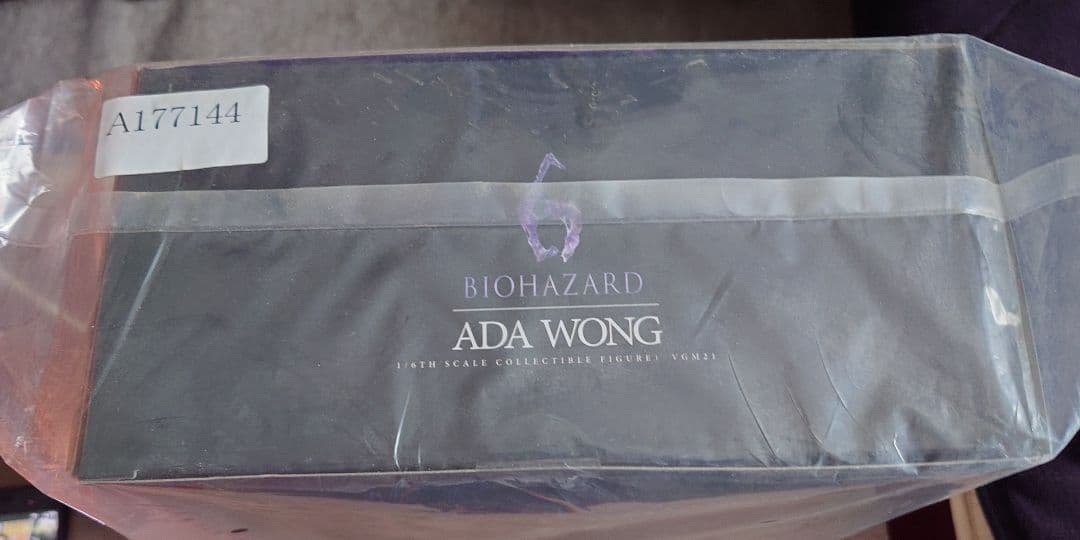 A177144
6
BIOHAZARD
ADA WONG
1/6TH SCALE COLLECTIBLE FIGURE| VGM21